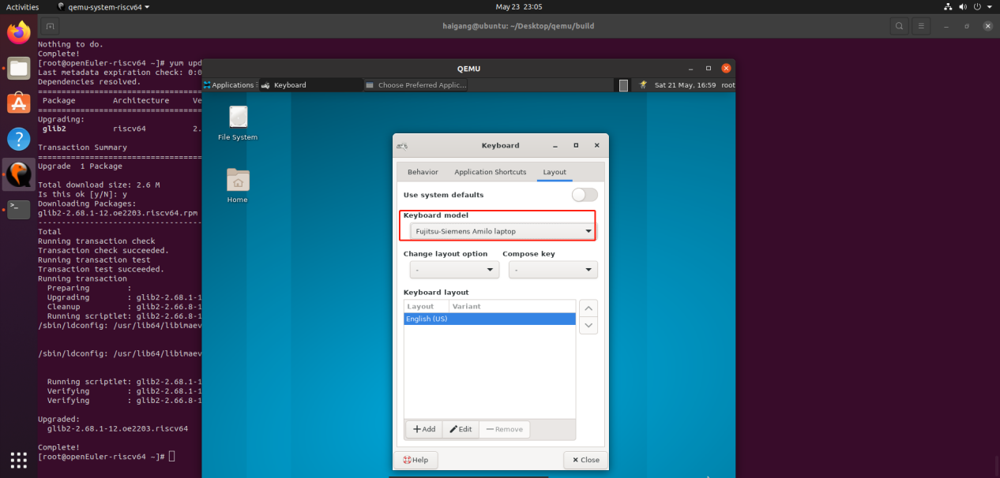 Activities
qemu-system-riscv64
May 23 23:05
haigang@ubuntu: ~/Desktop/qemu/build
Nothing to do.
Complete!
[root@openEuler-riscv64 ~]# yum upd
Last metadata expiration check: 0:0
Dependencies resolved.
================================
Package Architecture Ve
================================
Upgrading:
glib2 riscv64 2.
Transaction Summary
================================
Upgrade 1 Package
Total download size: 2.6 M
Is this ok [y/N]: y
Downloading Packages:
glib2-2.68.1-12.oe2203.riscv64.rpm
--------------------------------
Total
Running transaction check
Transaction check succeeded.
Running transaction test
Transaction test succeeded.
Running transaction
Preparing :
Upgrading : glib2-2.68.1-1
Cleanup : glib2-2.66.8-1
Running scriptlet: glib2-2.66.8-1
/sbin/ldconfig: /usr/lib64/libimaev
/sbin/ldconfig: /usr/lib64/libimaev
Running scriptlet: glib2-2.68.1-1
Verifying : glib2-2.68.1-1
Verifying : glib2-2.66.8-1
Upgraded:
glib2-2.68.1-12.oe2203.riscv64
Complete!
[root@openEuler-riscv64 ~]#
QEMU
Applications
Keyboard
Choose Preferred Applic...
Sat 21 May, 16:59 root
File System
Home
Keyboard
Behavior Application Shortcuts Layout
Use system defaults
Keyboard model
Fujitsu-Siemens Amilo laptop
Change layout option Compose key
- -
Keyboard layout
Layout Variant
English (US)
Add Edit Remove
Help Close